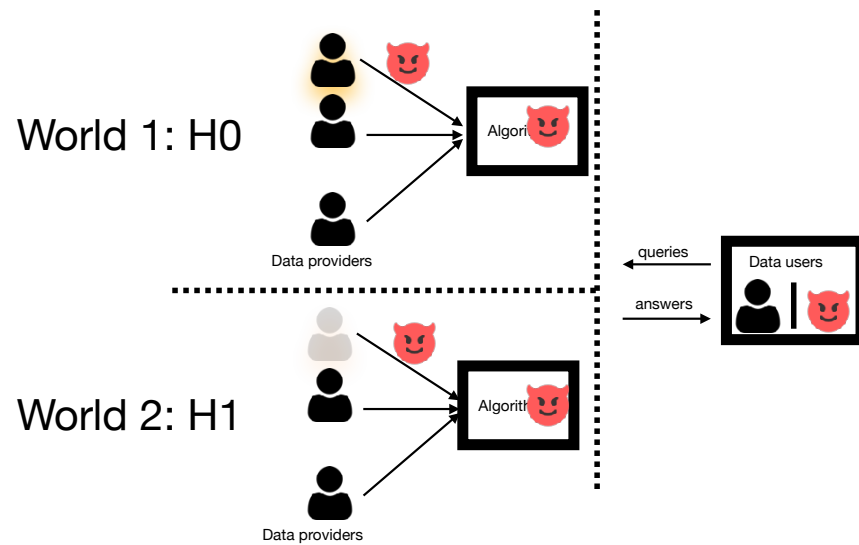 World 1: H0
Data providers
queries
Data users
answers
World 2: H1
Data providers